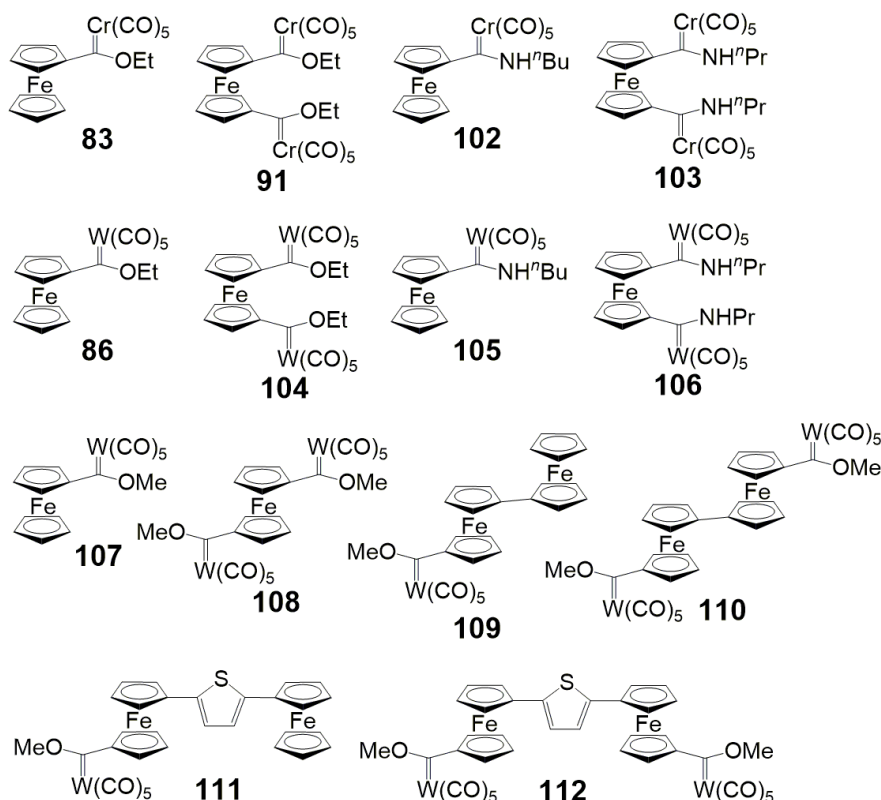 Cr(CO)5 Cr(CO)5 Cr(CO)5 Cr(CO)5
OEt OEt NHⁿBu NHⁿPr
Fe Fe Fe Fe
OEt NHⁿPr
Cr(CO)5 Cr(CO)5
83 91 102 103
W(CO)5 W(CO)5 W(CO)5 W(CO)5
OEt OEt NHⁿBu NHⁿPr
Fe Fe Fe Fe
OEt NHPr
W(CO)5 W(CO)5
86 104 105 106
W(CO)5 W(CO)5 W(CO)5
OMe OMe Fe OMe
Fe Fe Fe Fe
MeO MeO Fe MeO
W(CO)5 W(CO)5 W(CO)5
107 108 109 110
S S
Fe Fe Fe Fe
MeO MeO OMe
W(CO)5 W(CO)5 W(CO)5
111 112